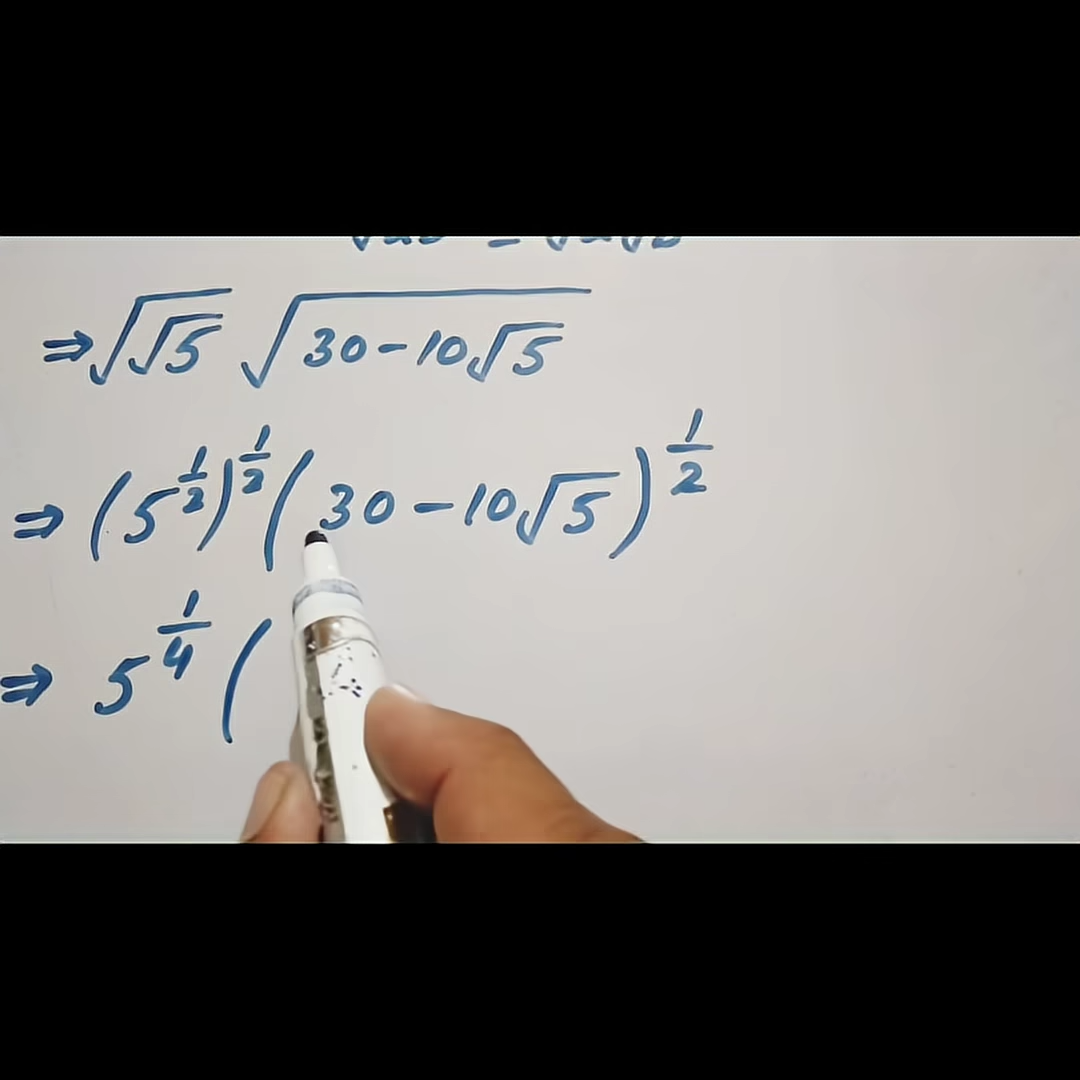 ⇒ √√5 √(30-10√5)
⇒ (5^(1/2))^(1/2) (30-10√5)^(1/2)
⇒ 5^(1/4) (